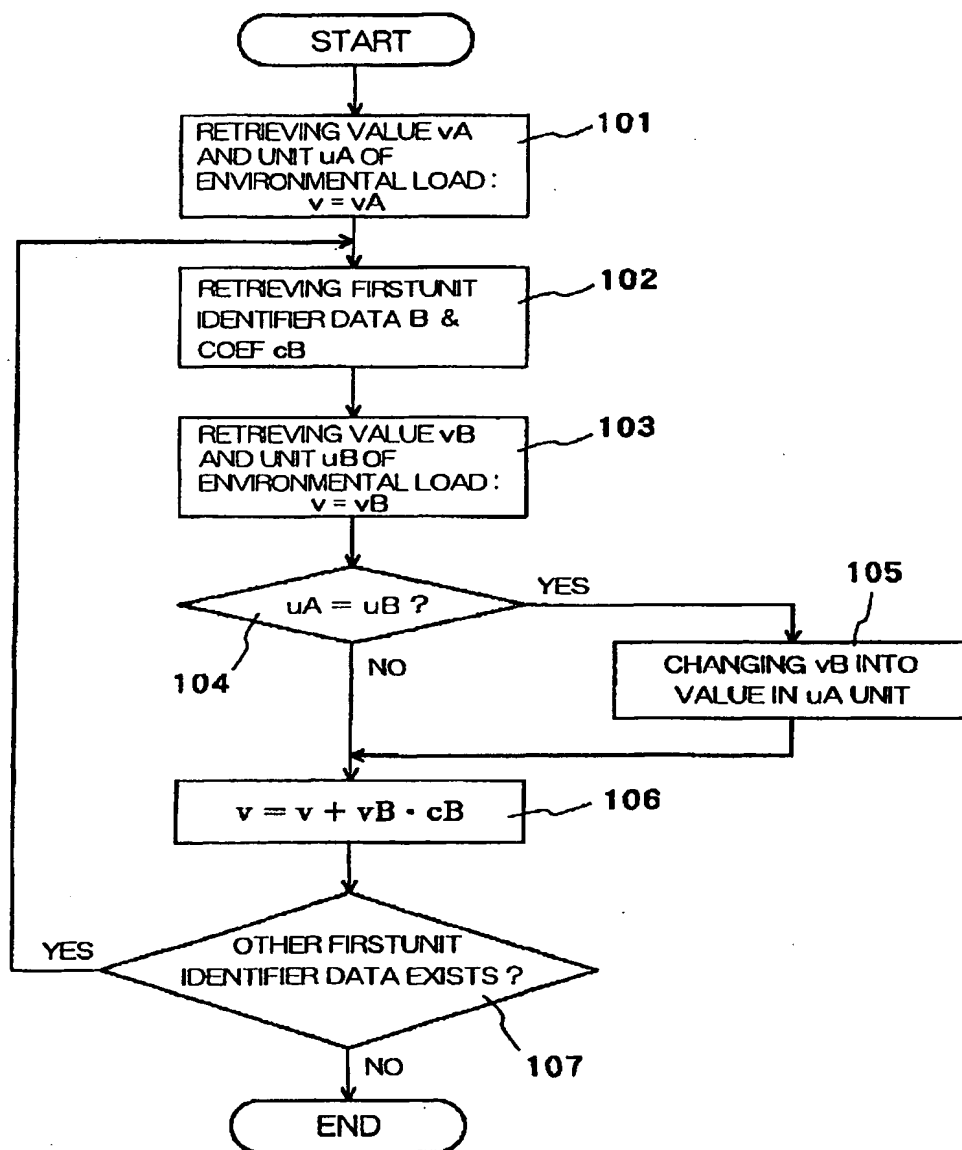 START
RETRIEVING VALUE vA
AND UNIT uA OF
ENVIRONMENTAL LOAD :
v = vA
101
RETRIEVING FIRSTUNIT
IDENTIFIER DATA B &
COEF cB
102
RETRIEVING VALUE vB
AND UNIT uB OF
ENVIRONMENTAL LOAD :
v = vB
103
uA = uB ?
YES
104
NO
105
CHANGING vB INTO
VALUE IN uA UNIT
v = v + vB · cB
106
YES
OTHER FIRSTUNIT
IDENTIFIER DATA EXISTS ?
107
NO
END